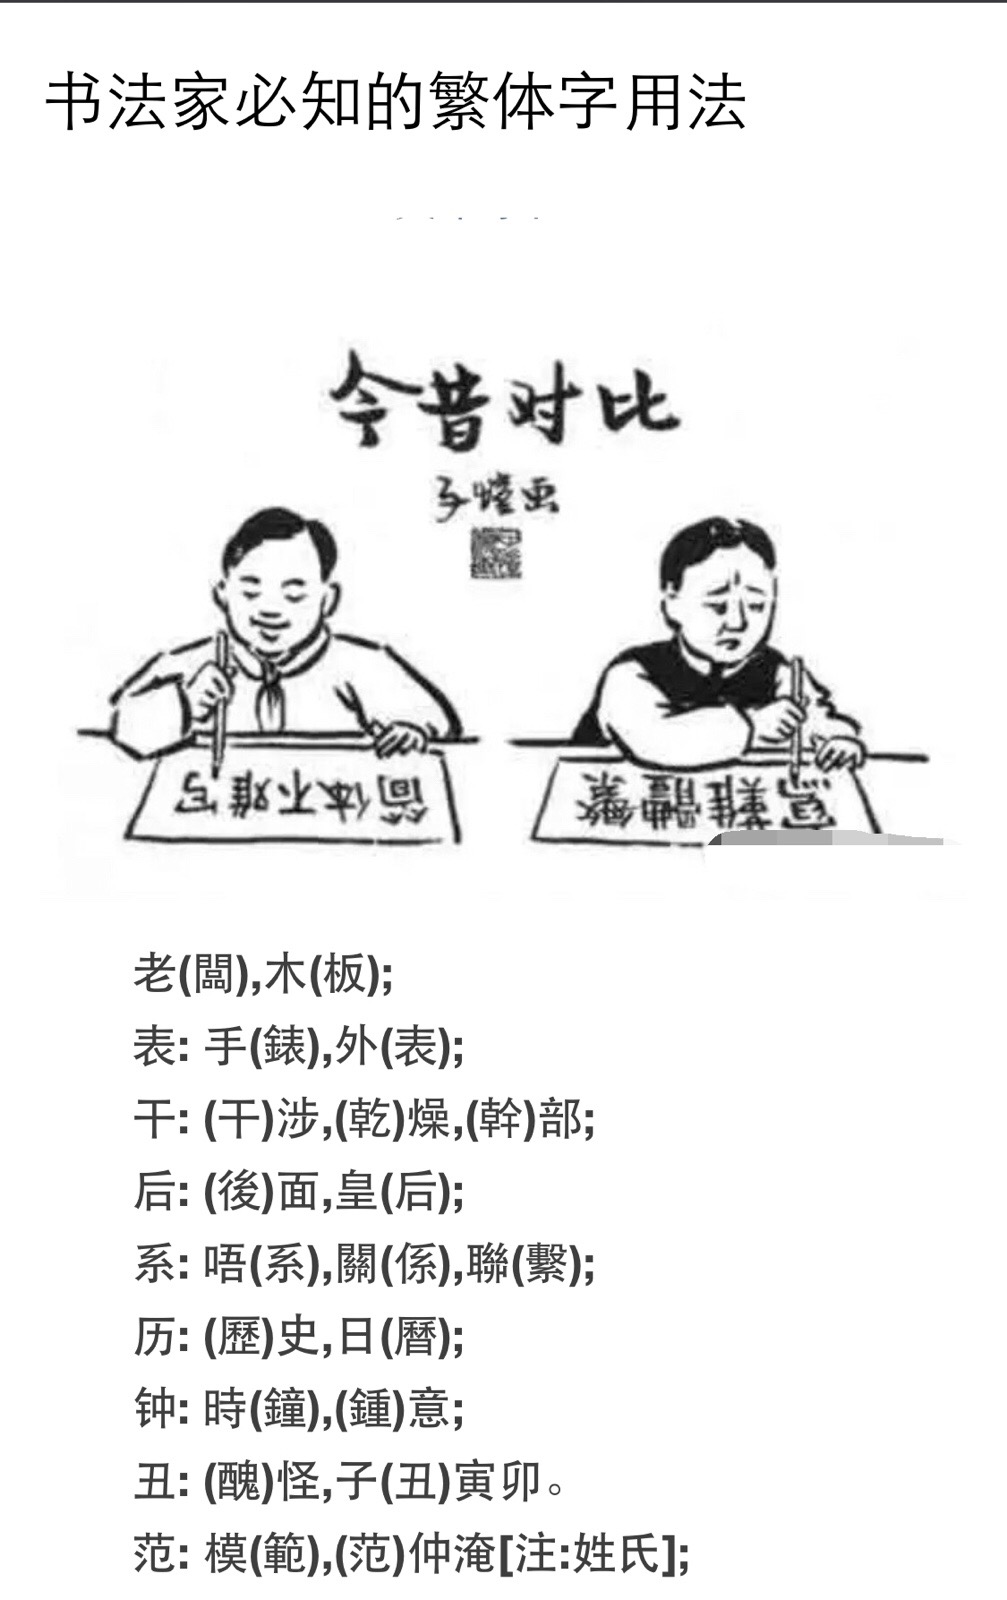 书法家必知的繁体字用法
今昔对比
子愷画
简体不难写
老(闆),木(板);
表: 手(錶),外(表);
干: (干)涉,(乾)燥,(幹)部;
后: (後)面,皇(后);
系: 唔(系),關(係),聯(繫);
历: (歷)史,日(曆);
钟: 時(鐘),(鍾)意;
丑: (醜)怪,子(丑)寅卯。
范: 模(範),(范)仲淹[注:姓氏];